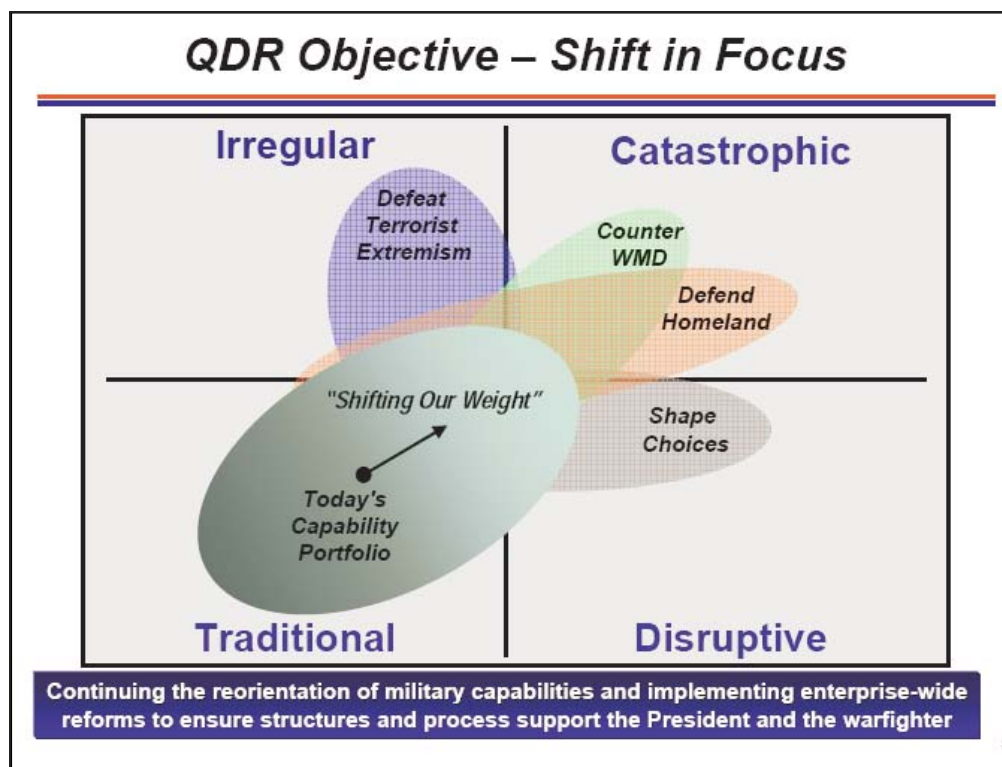 QDR Objective – Shift in Focus
Irregular
Catastrophic
Defeat
Terrorist
Extremism
Counter
WMD
Defend
Homeland
"Shifting Our Weight"
Shape
Choices
Today's
Capability
Portfolio
Traditional
Disruptive
Continuing the reorientation of military capabilities and implementing enterprise-wide
reforms to ensure structures and process support the President and the warfighter